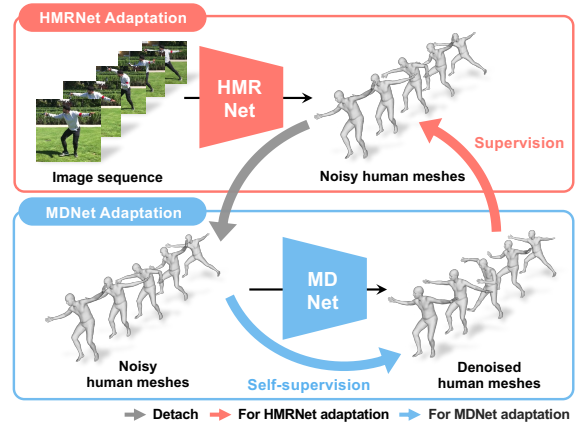 HMRNet Adaptation
HMR
Net
Image sequence
Noisy human meshes
Supervision
MDNet Adaptation
MD
Net
Noisy
human meshes
Self-supervision
Denoised
human meshes
Detach
For HMRNet adaptation
For MDNet adaptation